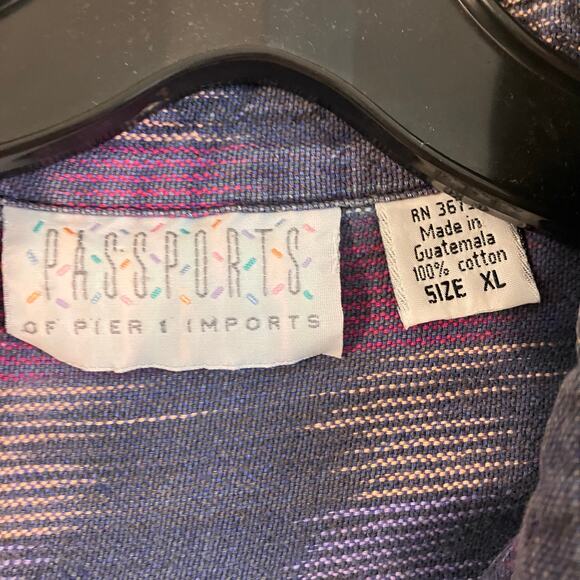 PASSPORTS
OF PIER 1 IMPORTS
RN
Made in
Guatemala
100% cotton
SIZE XL